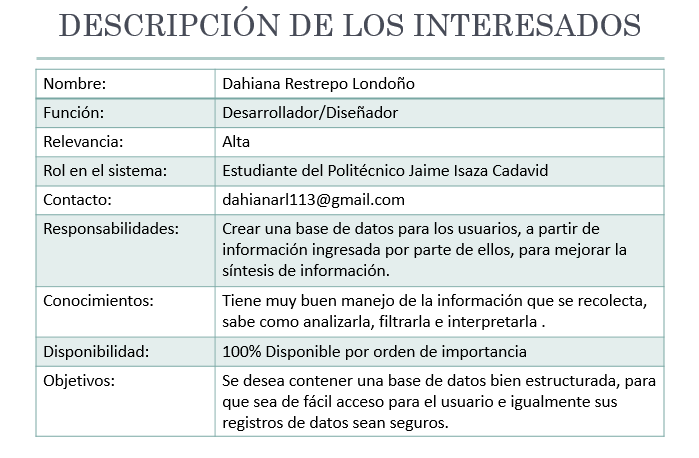 DESCRIPCIÓN DE LOS INTERESADOS
Nombre: Dahiana Restrepo Londoño
Función: Desarrollador/Diseñador
Relevancia: Alta
Rol en el sistema: Estudiante del Politécnico Jaime Isaza Cadavid
Contacto: dahianarl113@gmail.com
Responsabilidades: Crear una base de datos para los usuarios, a partir de
información ingresada por parte de ellos, para mejorar la
síntesis de información.
Conocimientos: Tiene muy buen manejo de la información que se recolecta,
sabe como analizarla, filtrarla e interpretarla .
Disponibilidad: 100% Disponible por orden de importancia
Objetivos: Se desea contener una base de datos bien estructurada, para
que sea de fácil acceso para el usuario e igualmente sus
registros de datos sean seguros.